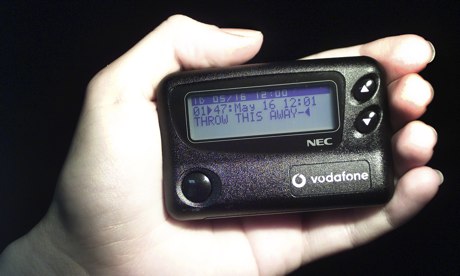 05/16 12:00
01▶47:May 16 12:01
THROW THIS AWAY-◀
NEC
vodafone